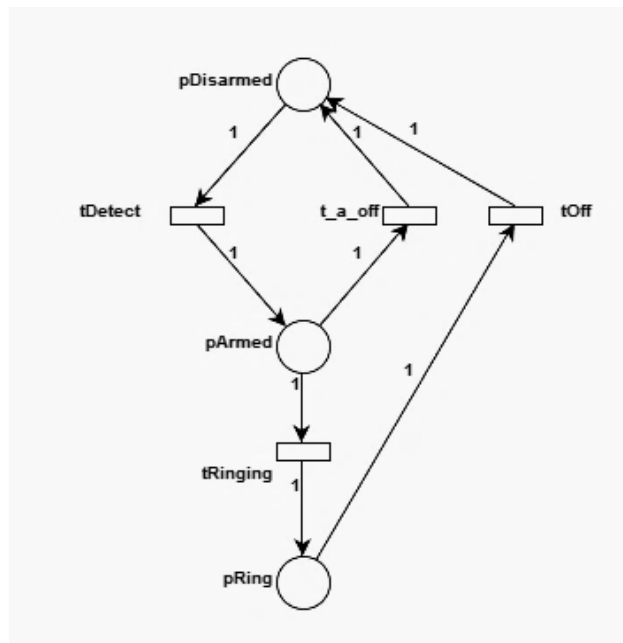 pDisarmed
1
1
1
tDetect
t_a_off
tOff
1
1
pArmed
1
1
tRinging
1
pRing